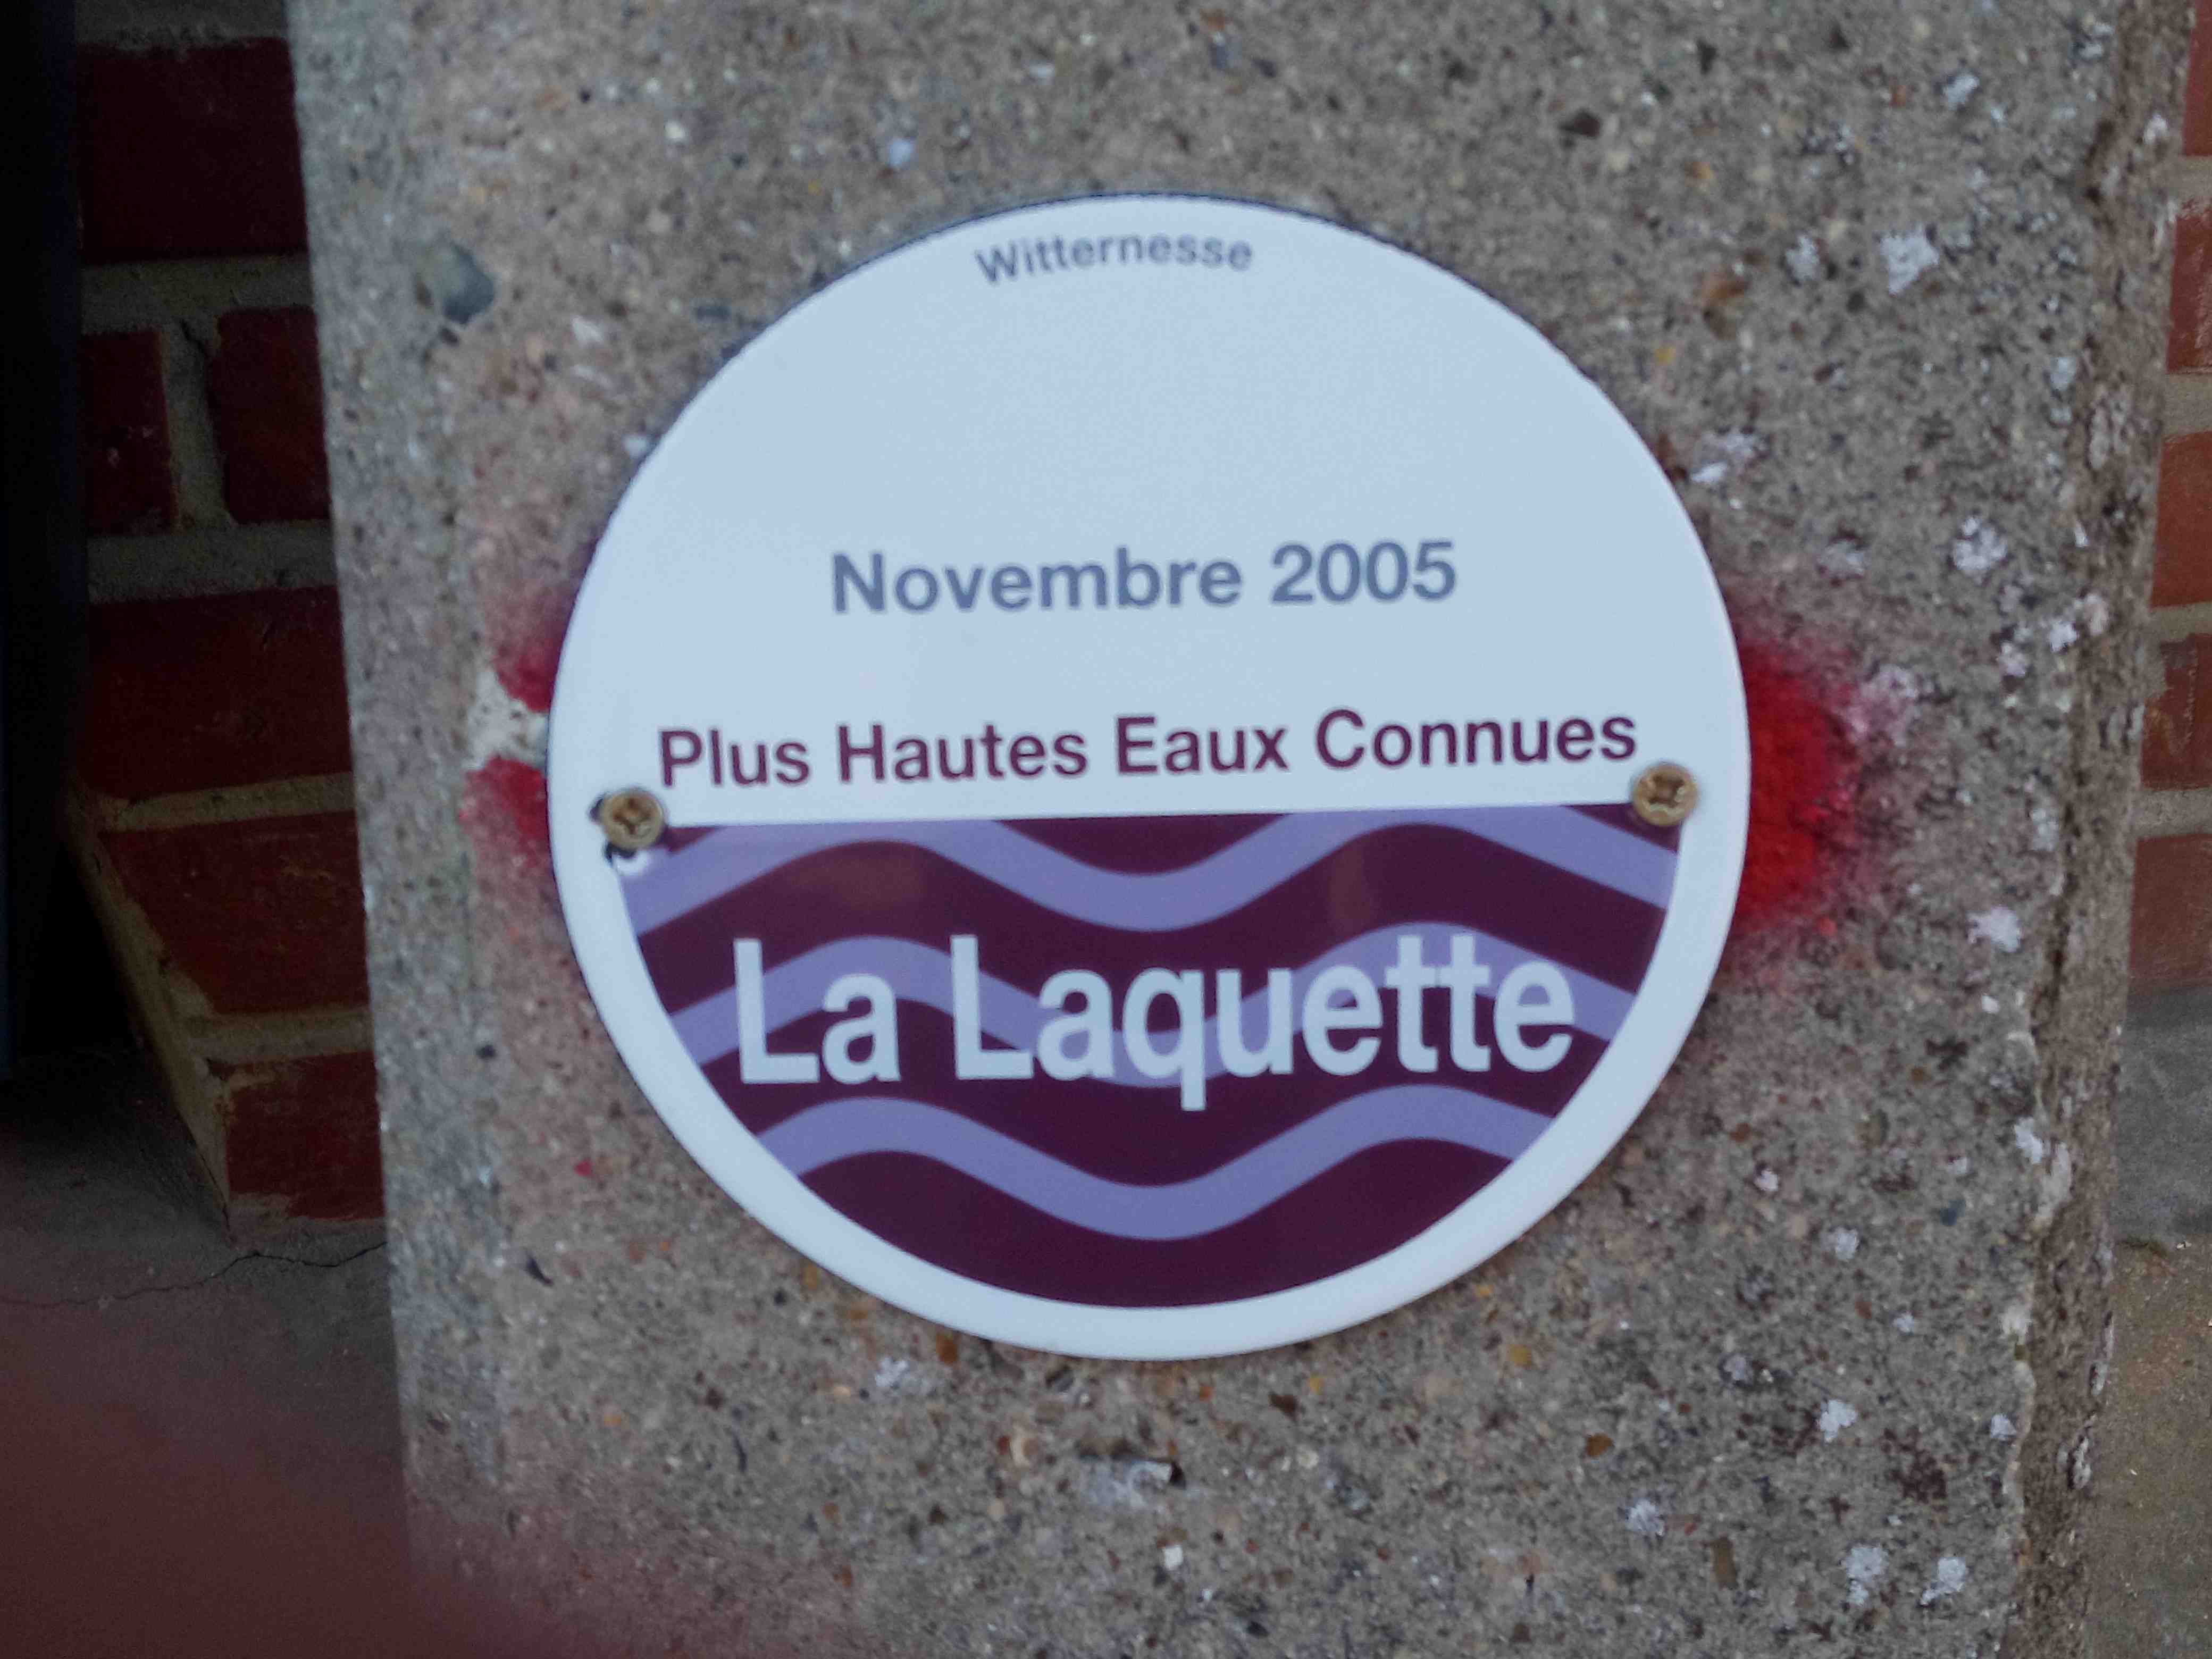 Witternesse
Novembre 2005
Plus Hautes Eaux Connues
La Laquette